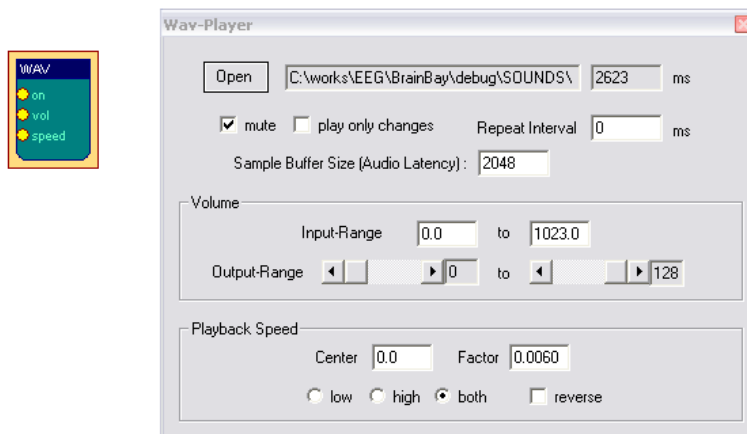 Wav-Player
WAV
on
vol
speed
Open C:\works\EEG\BrainBay\debug\SOUNDS\ 2623 ms
mute play only changes Repeat Interval 0 ms
Sample Buffer Size (Audio Latency) : 2048
Volume
Input-Range 0.0 to 1023.0
Output-Range 0 to 128
Playback Speed
Center 0.0 Factor 0.0060
low high both reverse